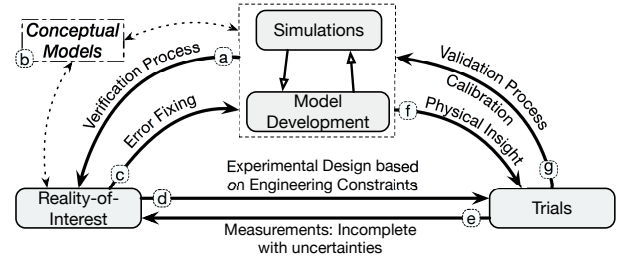 Conceptual
Models
b
Simulations
a
Verification Process
Validation Process
Calibration
Model
Development
f
Physical Insight
Error Fixing
c
g
Experimental Design based
on Engineering Constraints
d
Reality-of-
Interest
Trials
e
Measurements: Incomplete
with uncertainties